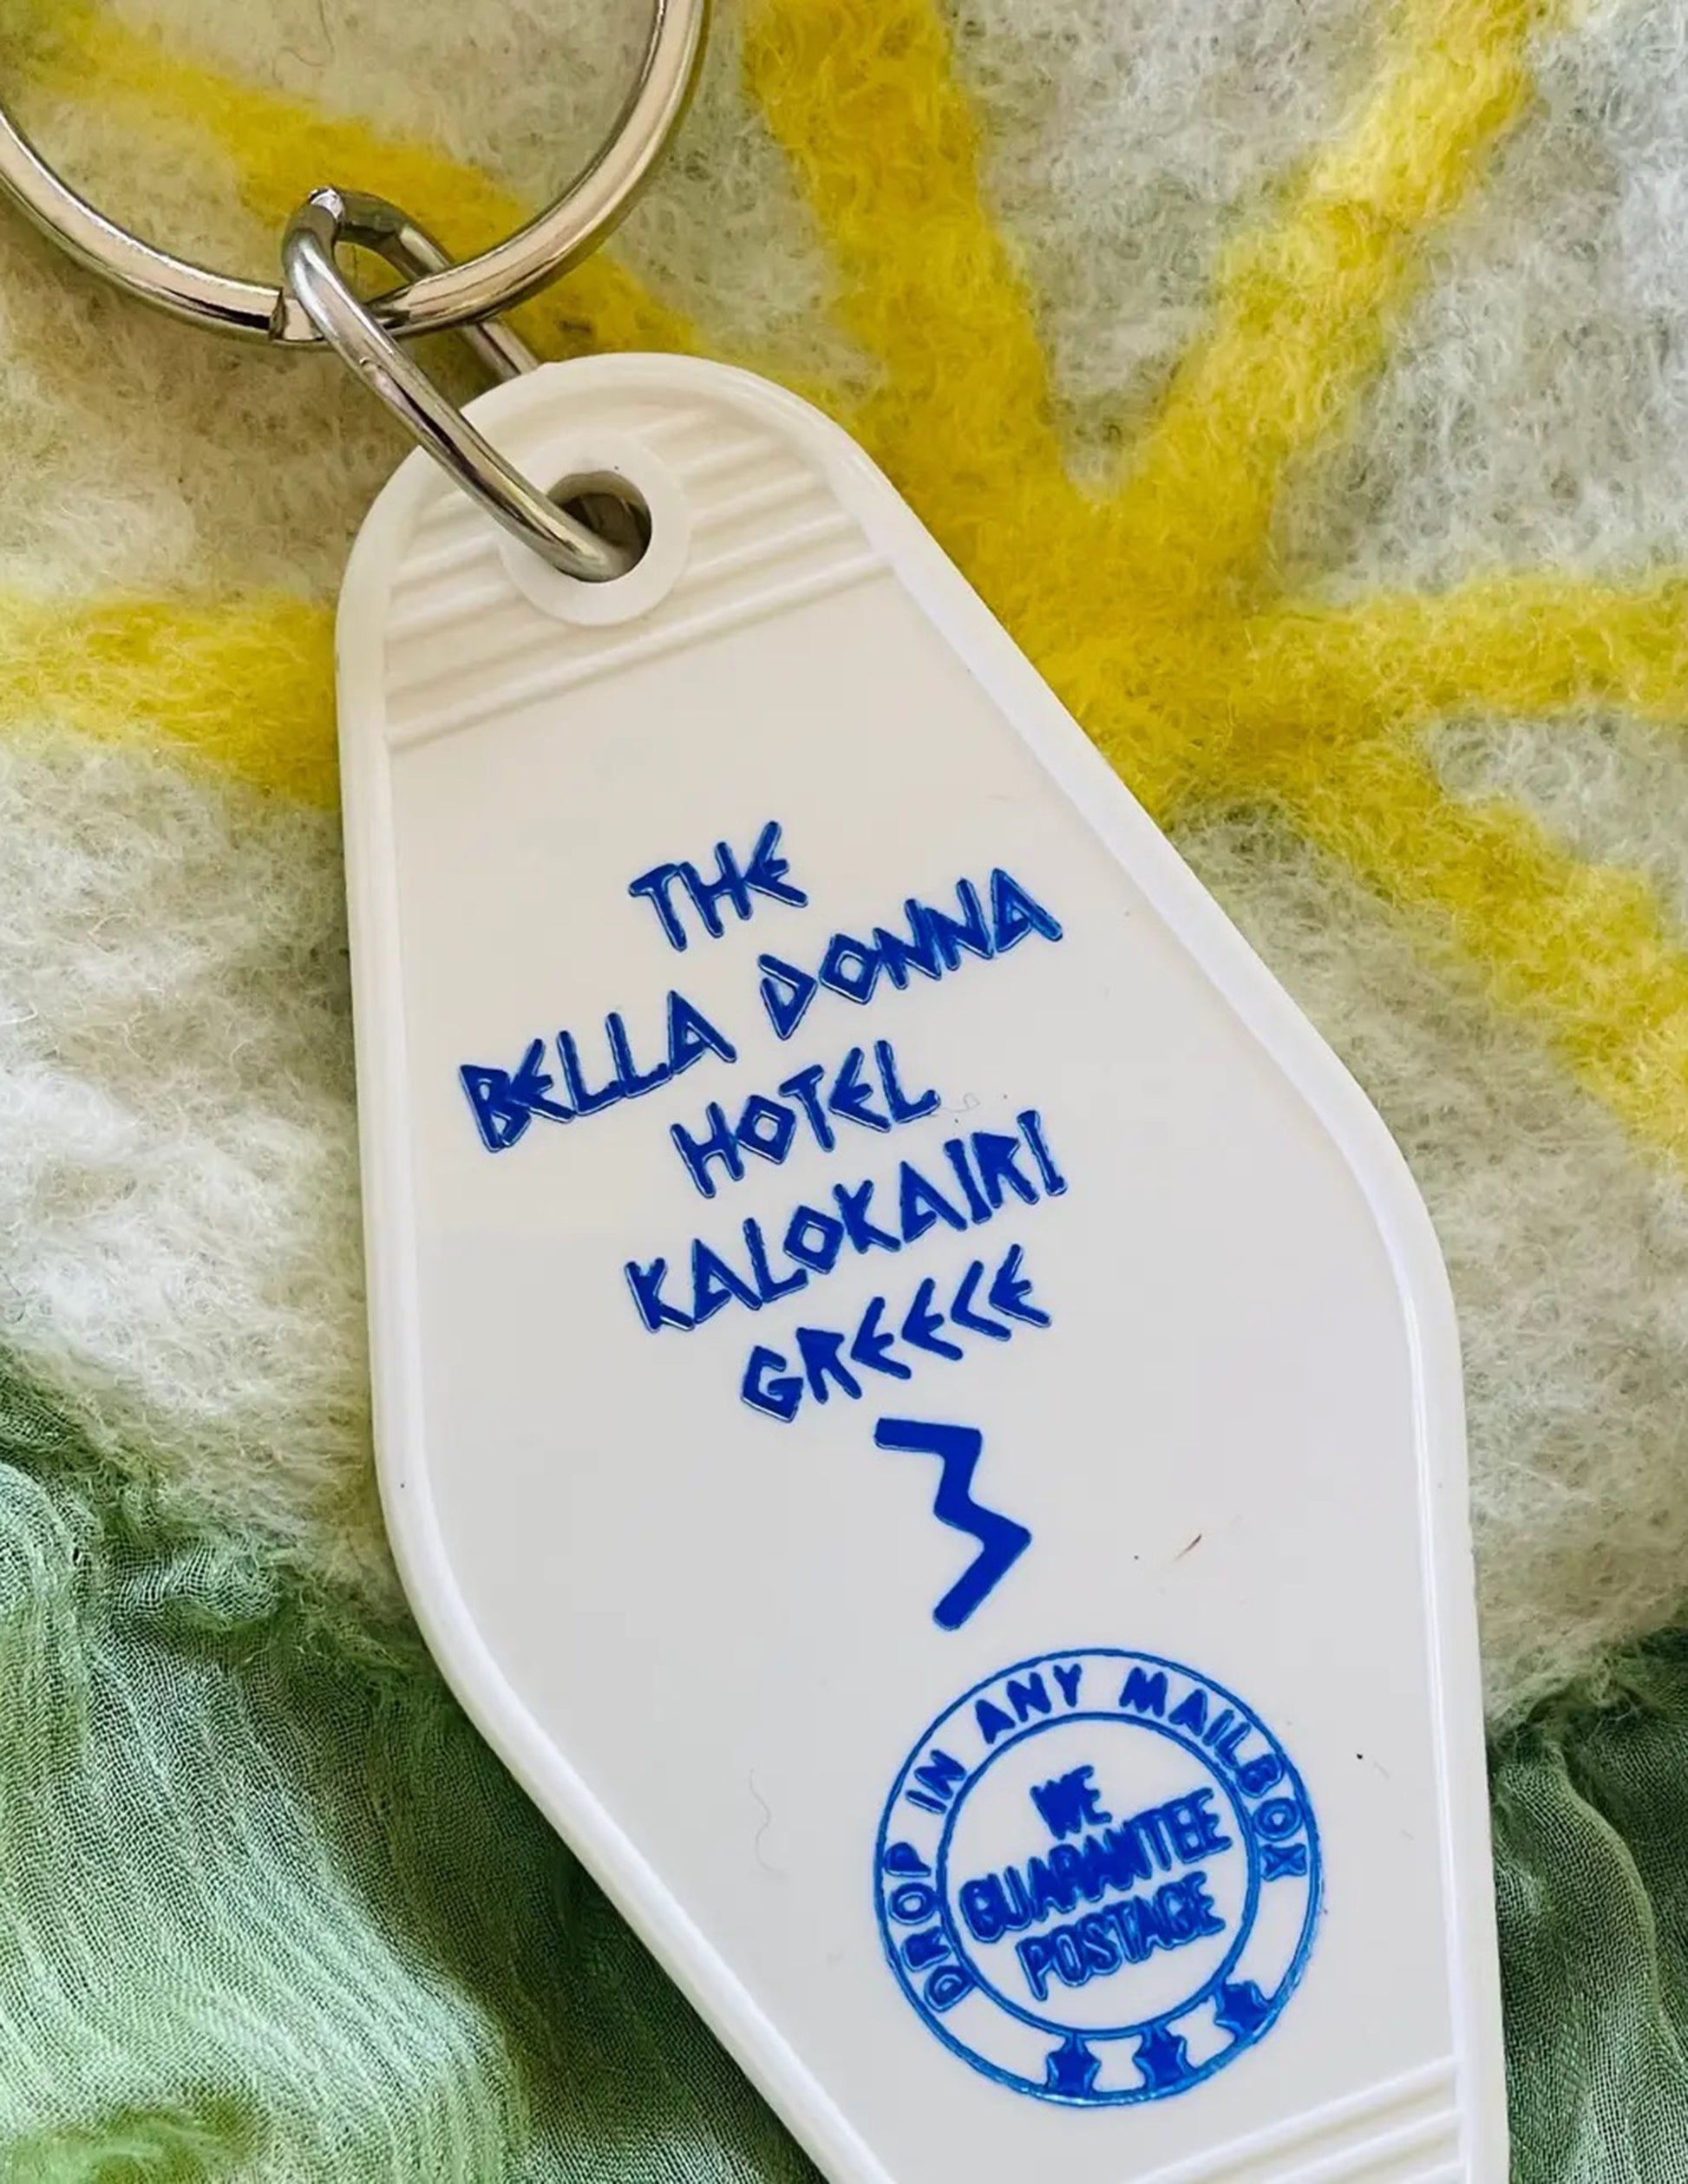 THE
BELLA DONNA
HOTEL
KALOKAIRI
GREECE
3
DROP IN ANY MAILBOX
WE
GUARANTEE
POSTAGE